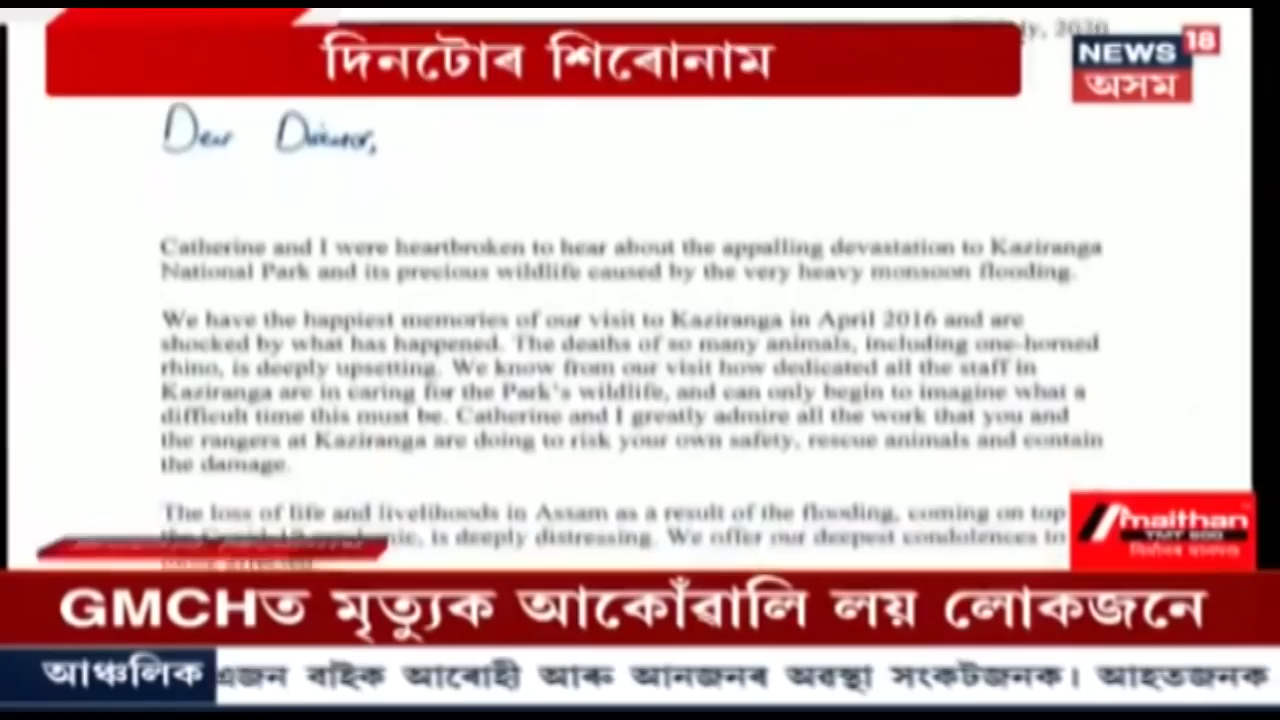 দিনটোৰ শিৰোনাম
NEWS 18
অসম
Dear Director,
Catherine and I were heartbroken to hear about the appalling devastation to Kaziranga
National Park and its precious wildlife caused by the very heavy monsoon flooding.
We have the happiest memories of our visit to Kaziranga in April 2016 and are
shocked by what has happened. The deaths of so many animals, including one-horned
rhino, is deeply upsetting. We know from our visit how dedicated all the staff in
Kaziranga are in caring for the Park's wildlife, and can only begin to imagine what a
difficult time this must be. Catherine and I greatly admire all the work that you and
the rangers at Kaziranga are doing to risk your own safety, rescue animals and contain
the damage.
The loss of life and livelihoods in Assam as a result of the flooding, coming on top
is deeply distressing. We offer our deepest condolences to
maithan
TMT 600
GMCHত মৃত্যুক আকোঁৱালি লয় লোকজনে
আঞ্চলিক এজন বাইক আৰোহী আৰু আনজনৰ অৱস্থা সংকটজনক। আহতজনক